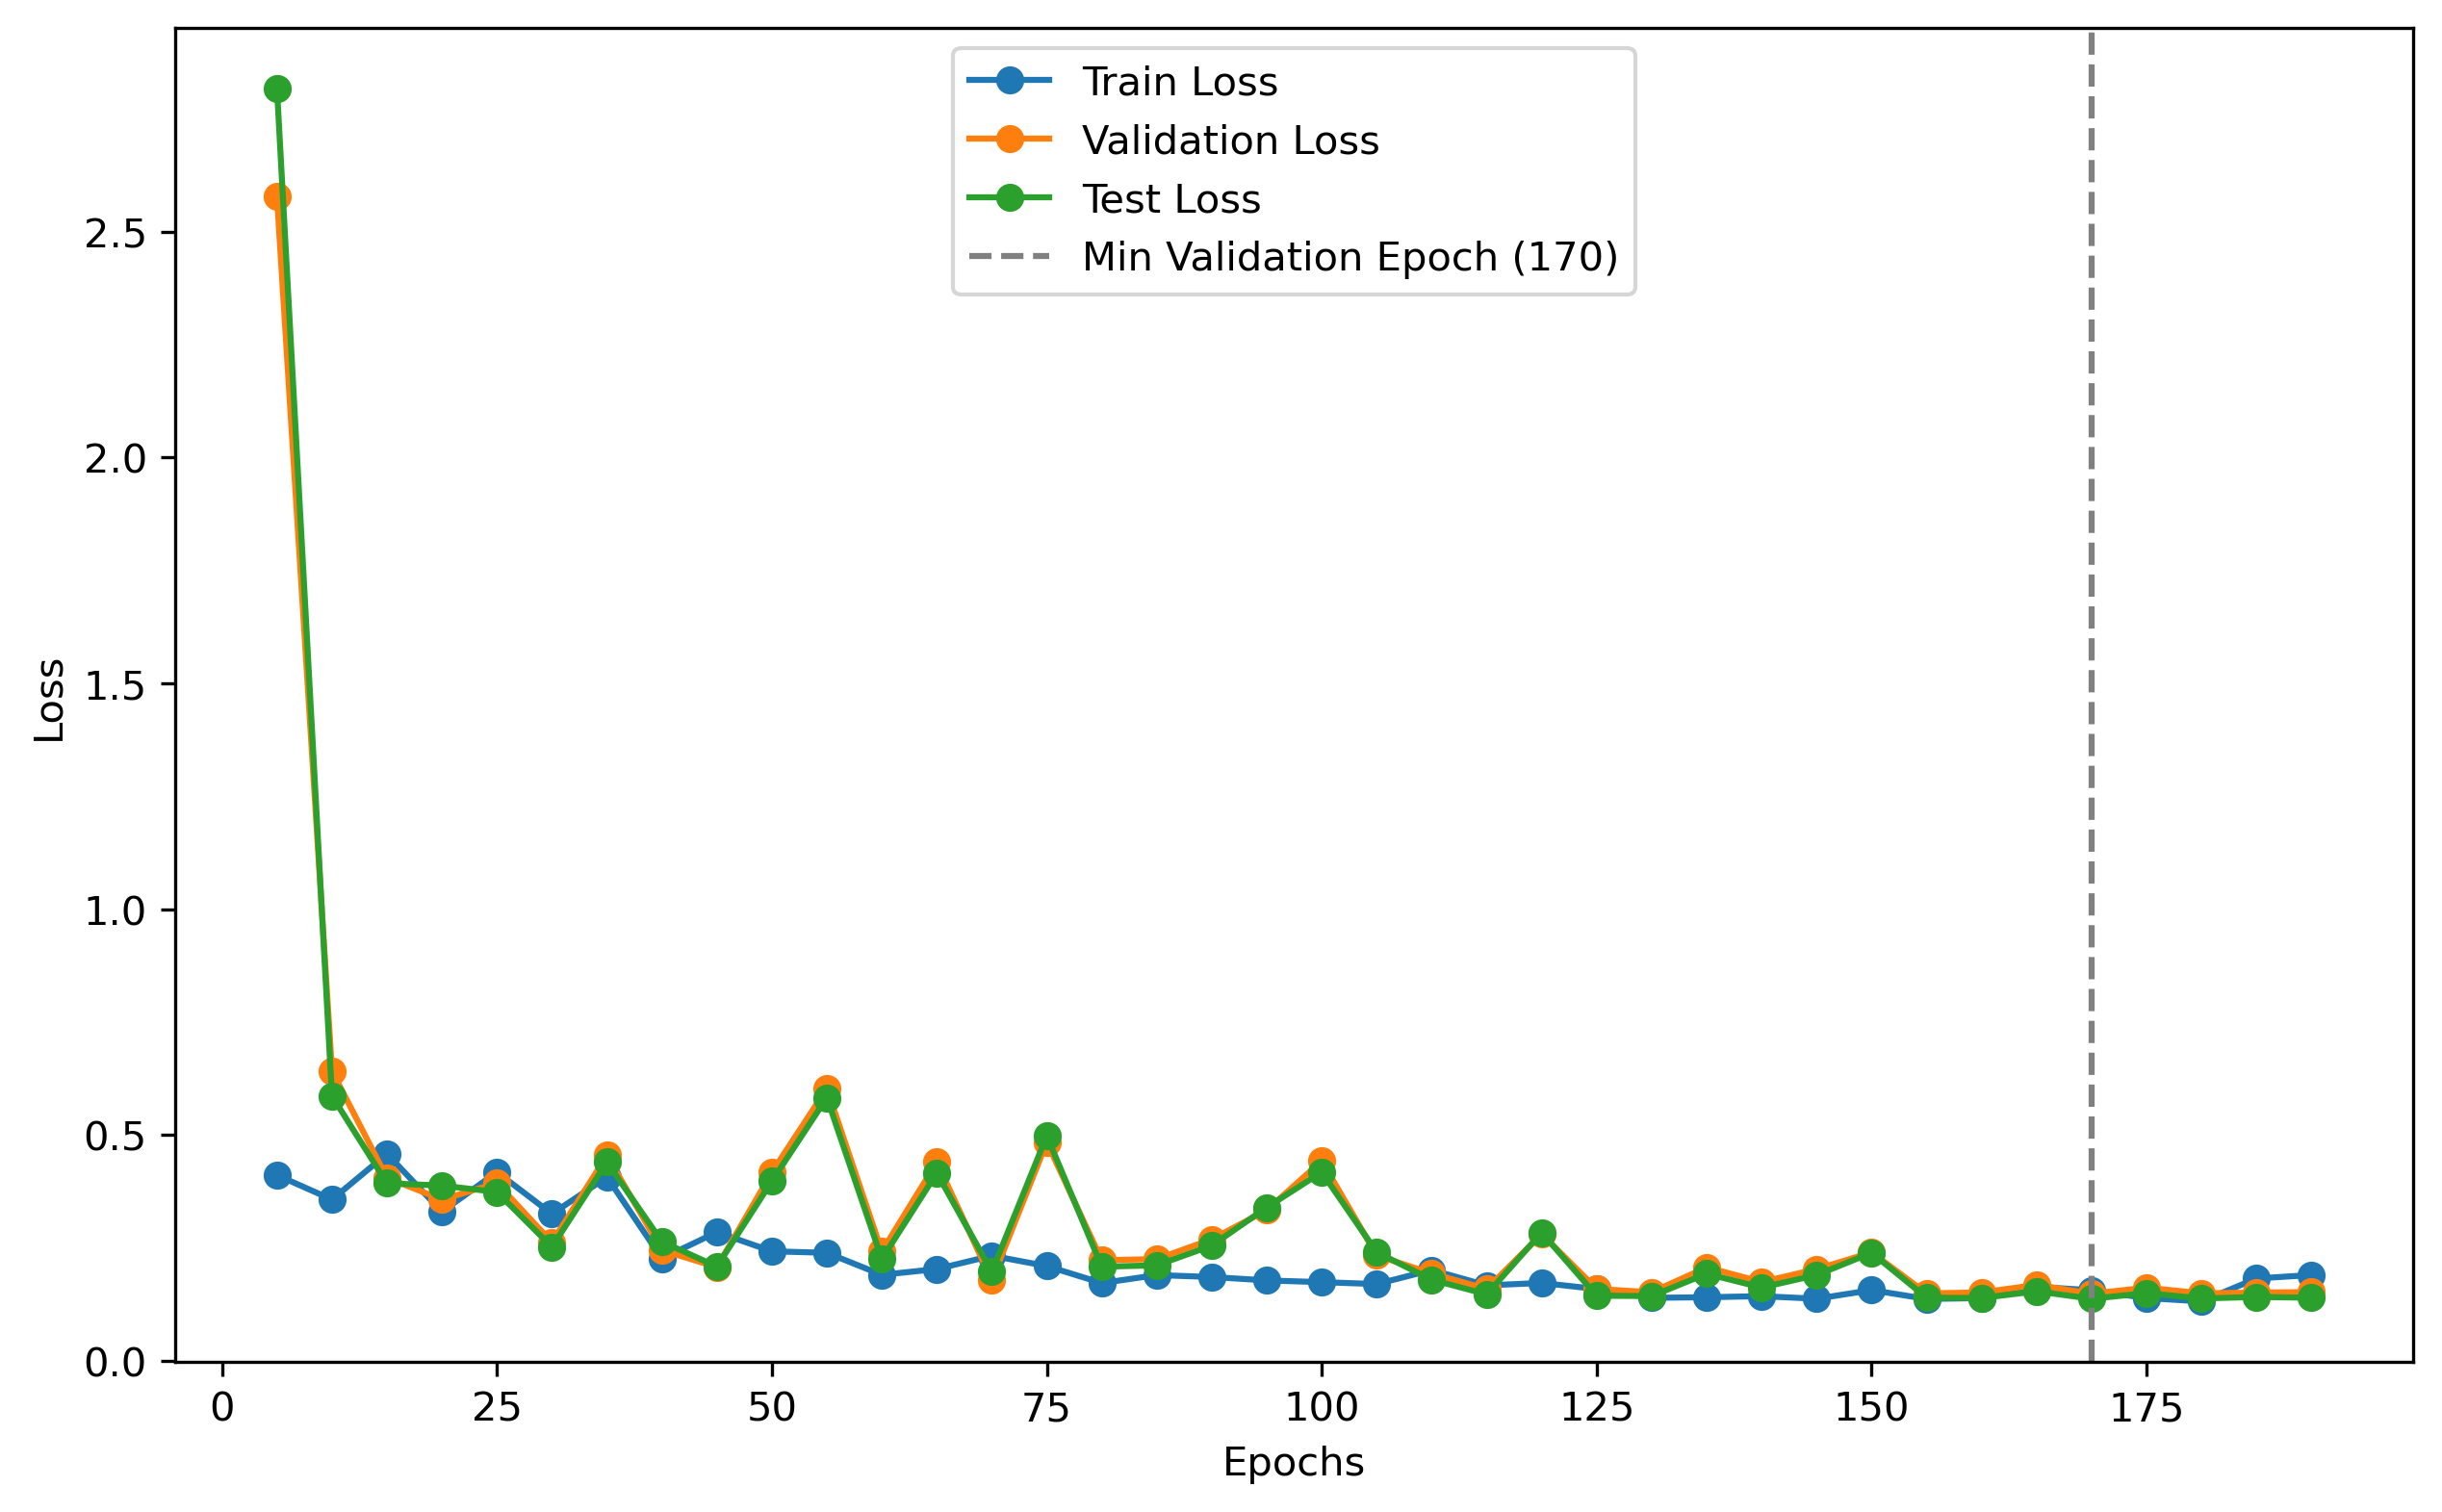 Train Loss
Validation Loss
Test Loss
Min Validation Epoch (170)
Loss
2.5
2.0
1.5
1.0
0.5
0.0
0 25 50 75 100 125 150 175
Epochs